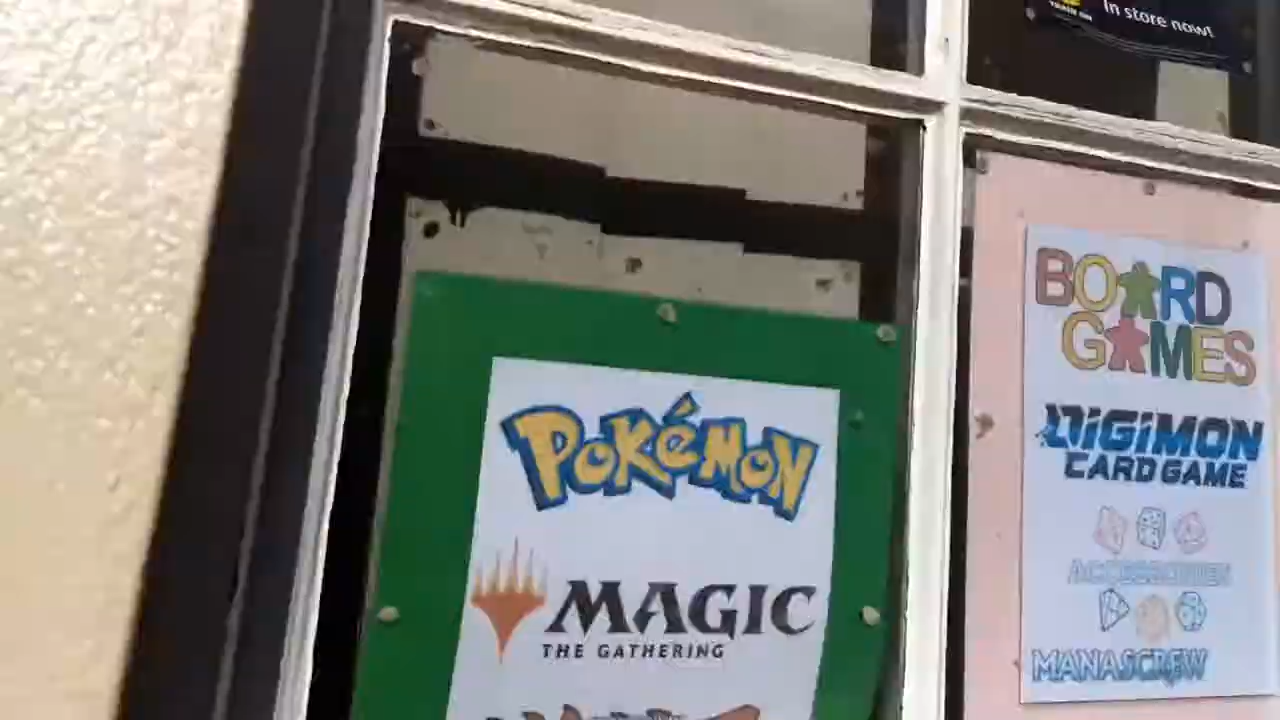 In store now!
POKÉMON
MAGIC
THE GATHERING
BOARD
GAMES
DIGIMON
CARD GAME
ACCESSORIES
MANASCREW